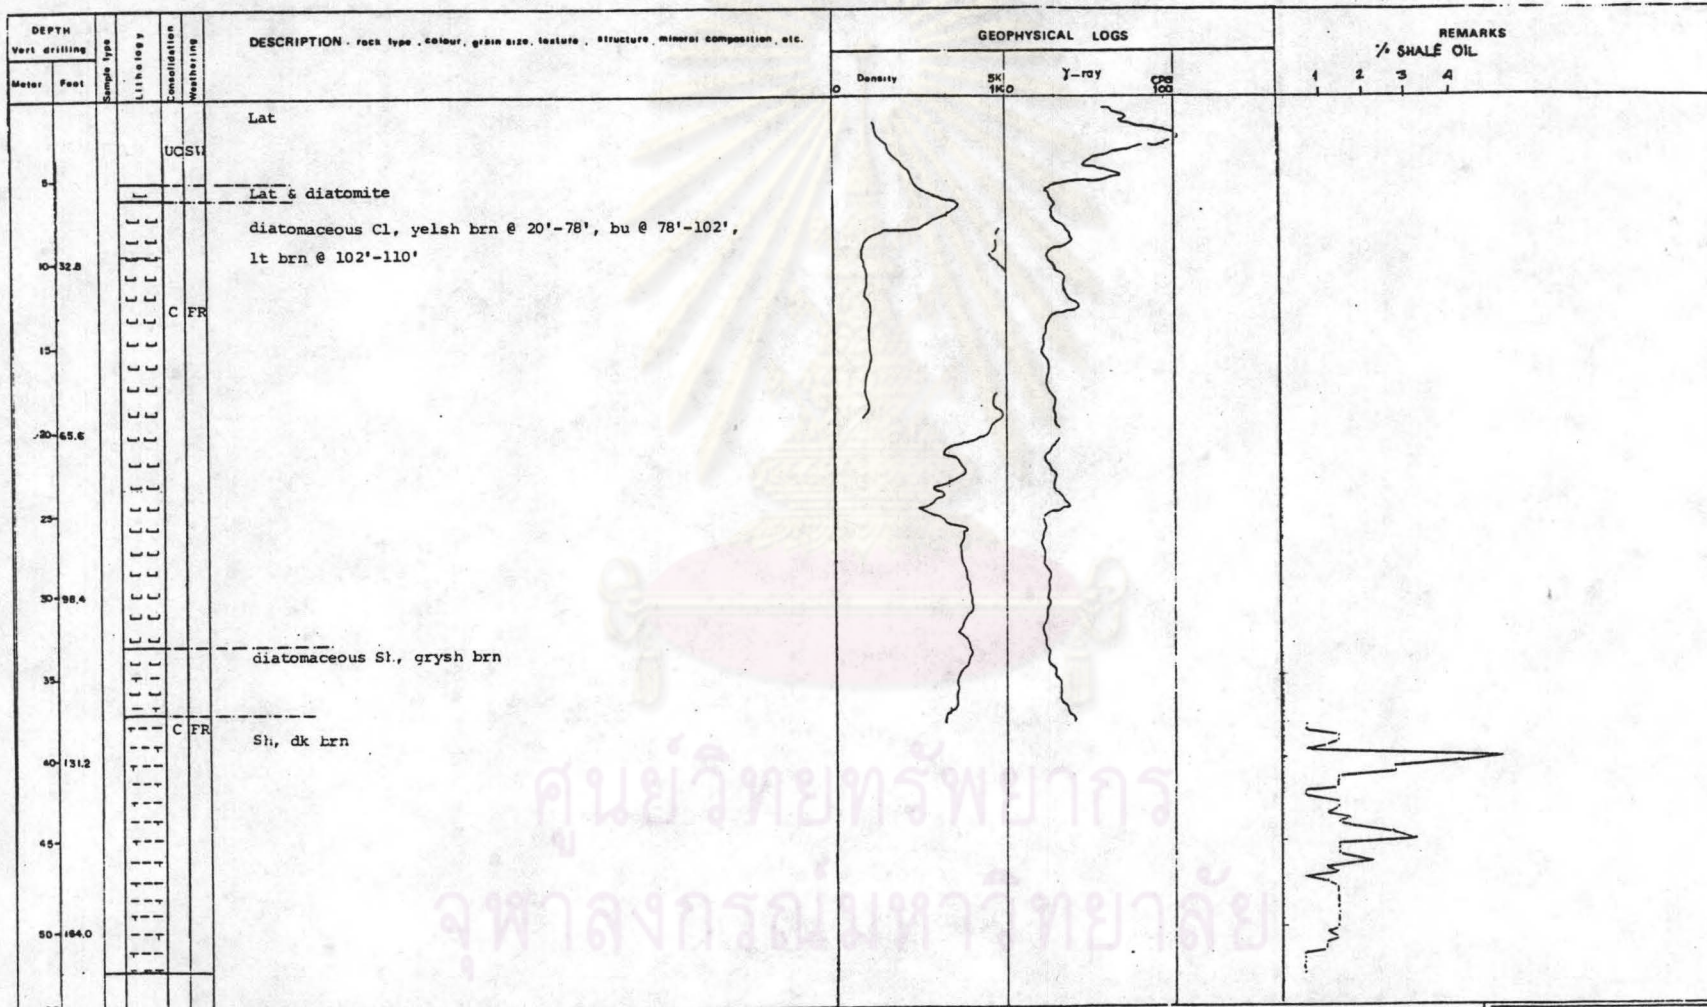 DEPTH
Vert drilling
Meter Feet
Sample type
Lithology
Consolidation
Weathering
DESCRIPTION - rock type, colour, grain size, texture, structure, mineral composition, etc.
GEOPHYSICAL LOGS
Density
0
5K
1K
γ-ray
0
cps
100
REMARKS
% SHALE OIL
1 2 3 4
Lat
UC SW
5
Lat & diatomite
diatomaceous Cl, yelsh brn @ 20'-78', bu @ 78'-102',
lt brn @ 102'-110'
10 32.8
C FR
15
20 65.6
25
30 98.4
diatomaceous Sh, grysh brn
35
C FR
Sh, dk brn
40 131.2
45
50 164.0
ศูนย์วิทยทรัพยากร
จุฬาลงกรณ์มหาวิทยาลัย